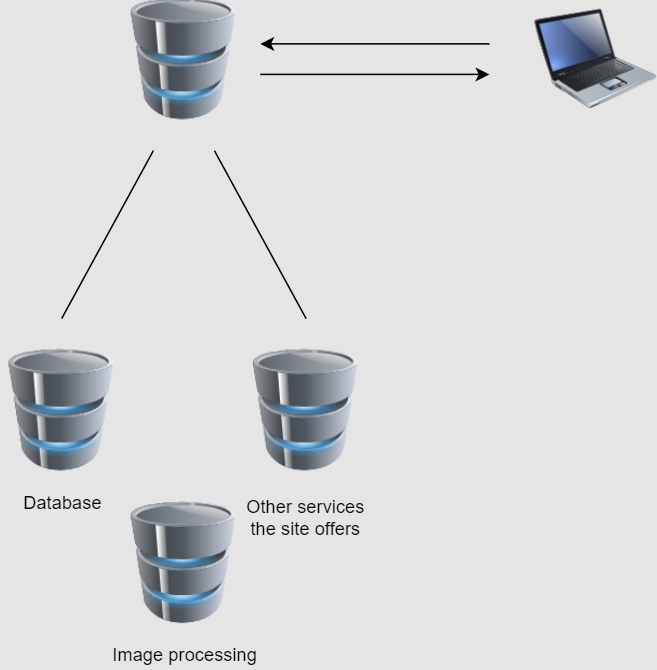 Database
Other services
the site offers
Image processing